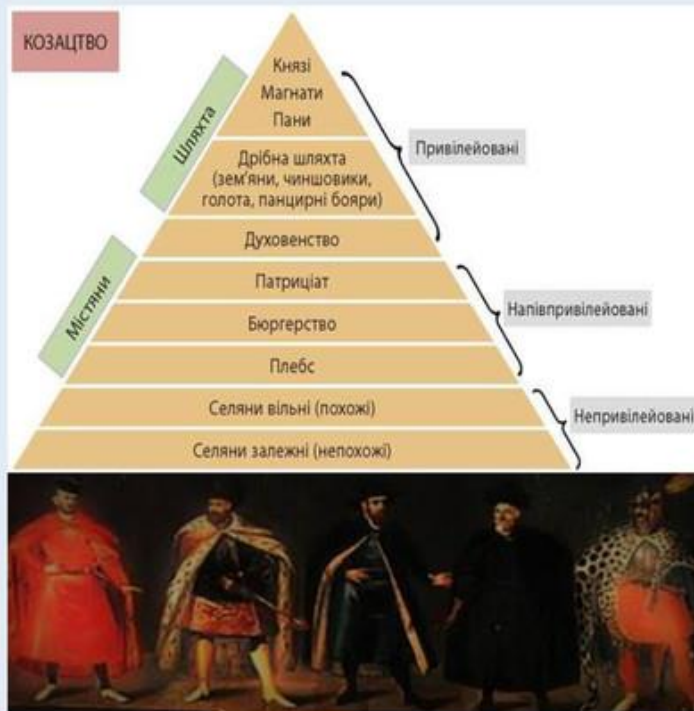 КОЗАЦТВО
Шляхта
Князі
Магнати
Пани
Дрібна шляхта
(зем'яни, чиншовики,
голота, панцирні бояри)
Духовенство
Привілейовані
Містяни
Патриціат
Бюргерство
Плебс
Напівпривілейовані
Селяни вільні (похожі)
Селяни залежні (непохожі)
Непривілейовані